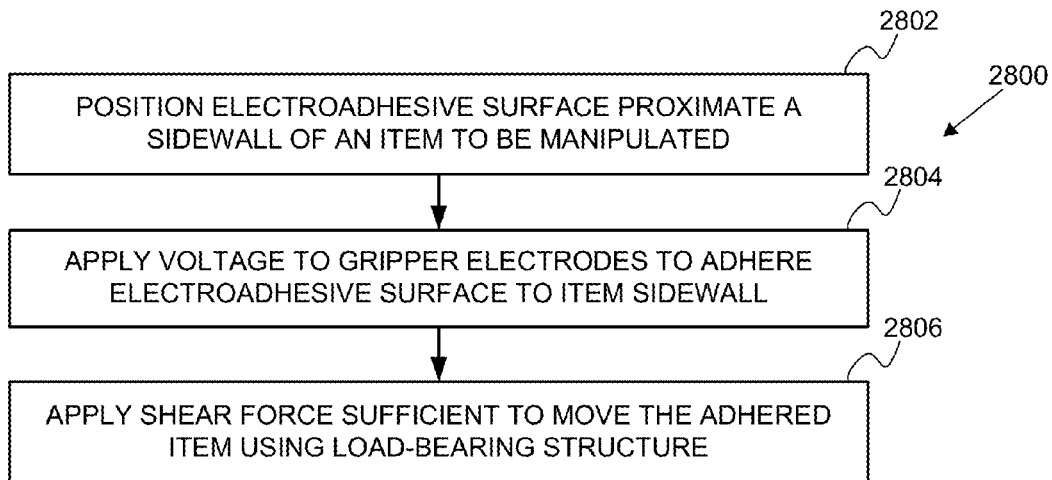 2802
2800
POSITION ELECTROADHESIVE SURFACE PROXIMATE A
SIDEWALL OF AN ITEM TO BE MANIPULATED
2804
APPLY VOLTAGE TO GRIPPER ELECTRODES TO ADHERE
ELECTROADHESIVE SURFACE TO ITEM SIDEWALL
2806
APPLY SHEAR FORCE SUFFICIENT TO MOVE THE ADHERED
ITEM USING LOAD-BEARING STRUCTURE